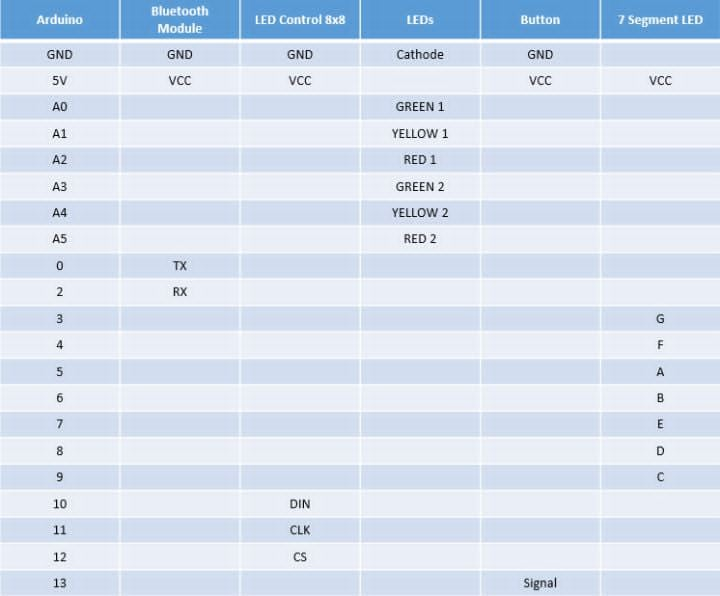 Arduino Bluetooth Module LED Control 8x8 LEDs Button 7 Segment LED
GND GND GND Cathode GND
5V VCC VCC VCC VCC
A0 GREEN 1
A1 YELLOW 1
A2 RED 1
A3 GREEN 2
A4 YELLOW 2
A5 RED 2
0 TX
2 RX
3 G
4 F
5 A
6 B
7 E
8 D
9 C
10 DIN
11 CLK
12 CS
13 Signal